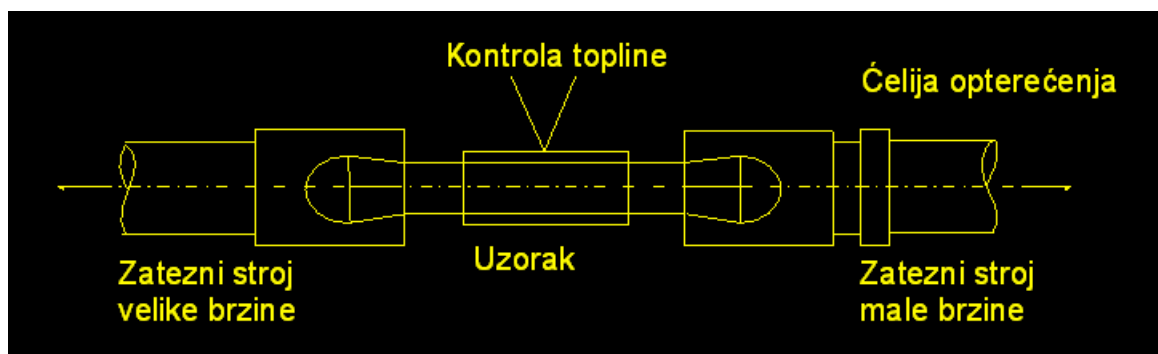 Kontrola topline
Ćelija opterećenja
Uzorak
Zatezni stroj
velike brzine
Zatezni stroj
male brzine